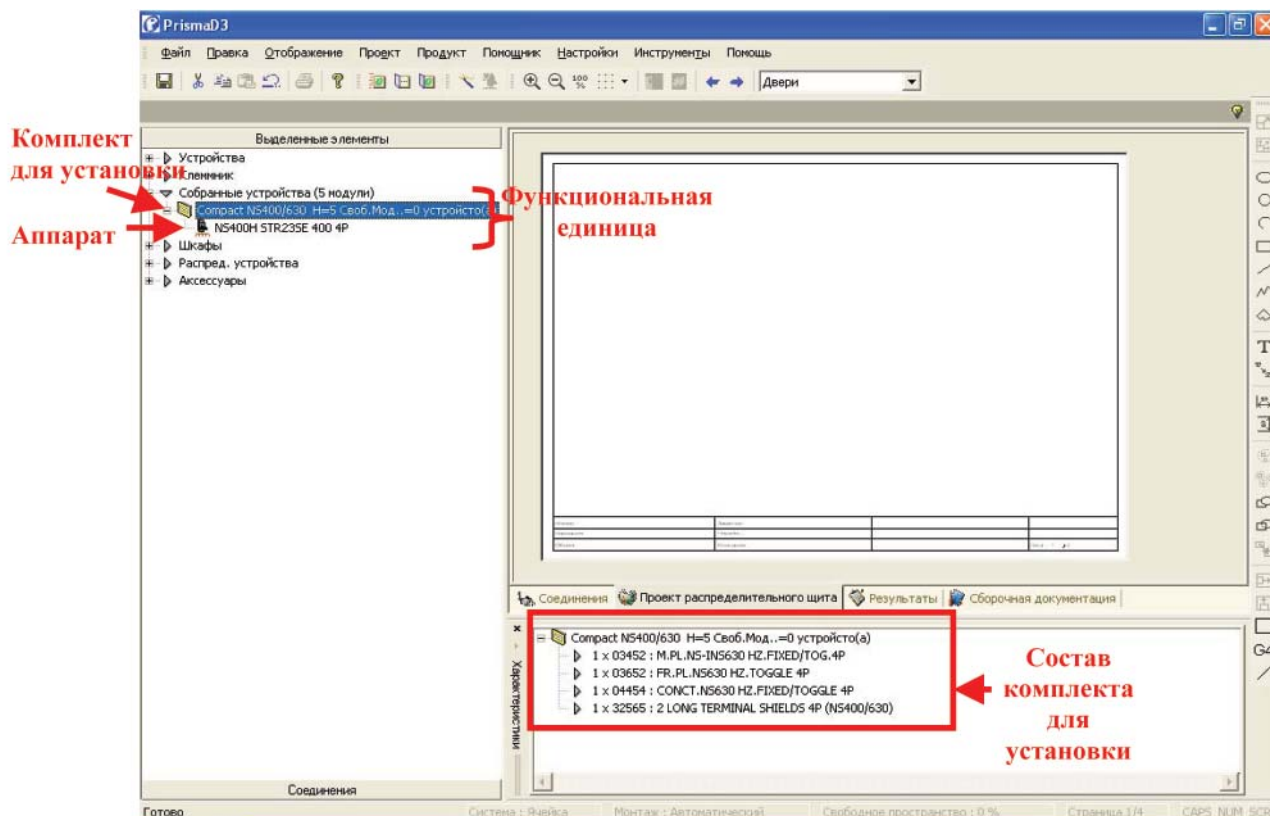 PrismaD3
Файл Правка Отображение Проект Продукт Помощник Настройки Инструменты Помощь
100 %
Двери
Выделенные элементы
Комплект
для установки
Аппарат
Устройства
Клеммник
Собранные устройства (5 модули)
Compact NS400/630 H=5 Своб.Мод..=0 устройсто(а)
NS400H STR23SE 400 4P
Шкафы
Распред. устройства
Аксессуары
Функциональная
единица
T
G4
Соединения Проект распределительного щита Результаты Сборочная документация
Характеристики
Compact NS400/630 H=5 Своб.Мод..=0 устройсто(а)
1 x 03452 : M.PL.NS-INS630 HZ.FIXED/TOG.4P
1 x 03652 : FR.PL.NS630 HZ.TOGGLE 4P
1 x 04454 : CONCT.NS630 HZ.FIXED/TOGGLE 4P
1 x 32565 : 2 LONG TERMINAL SHIELDS 4P (NS400/630)
Состав
комплекта
для
установки
Соединения
Готово Система : Ячейка Монтаж : Автоматический Свободное пространство : 0 % Страница 1/4 CAPS NUM SCR